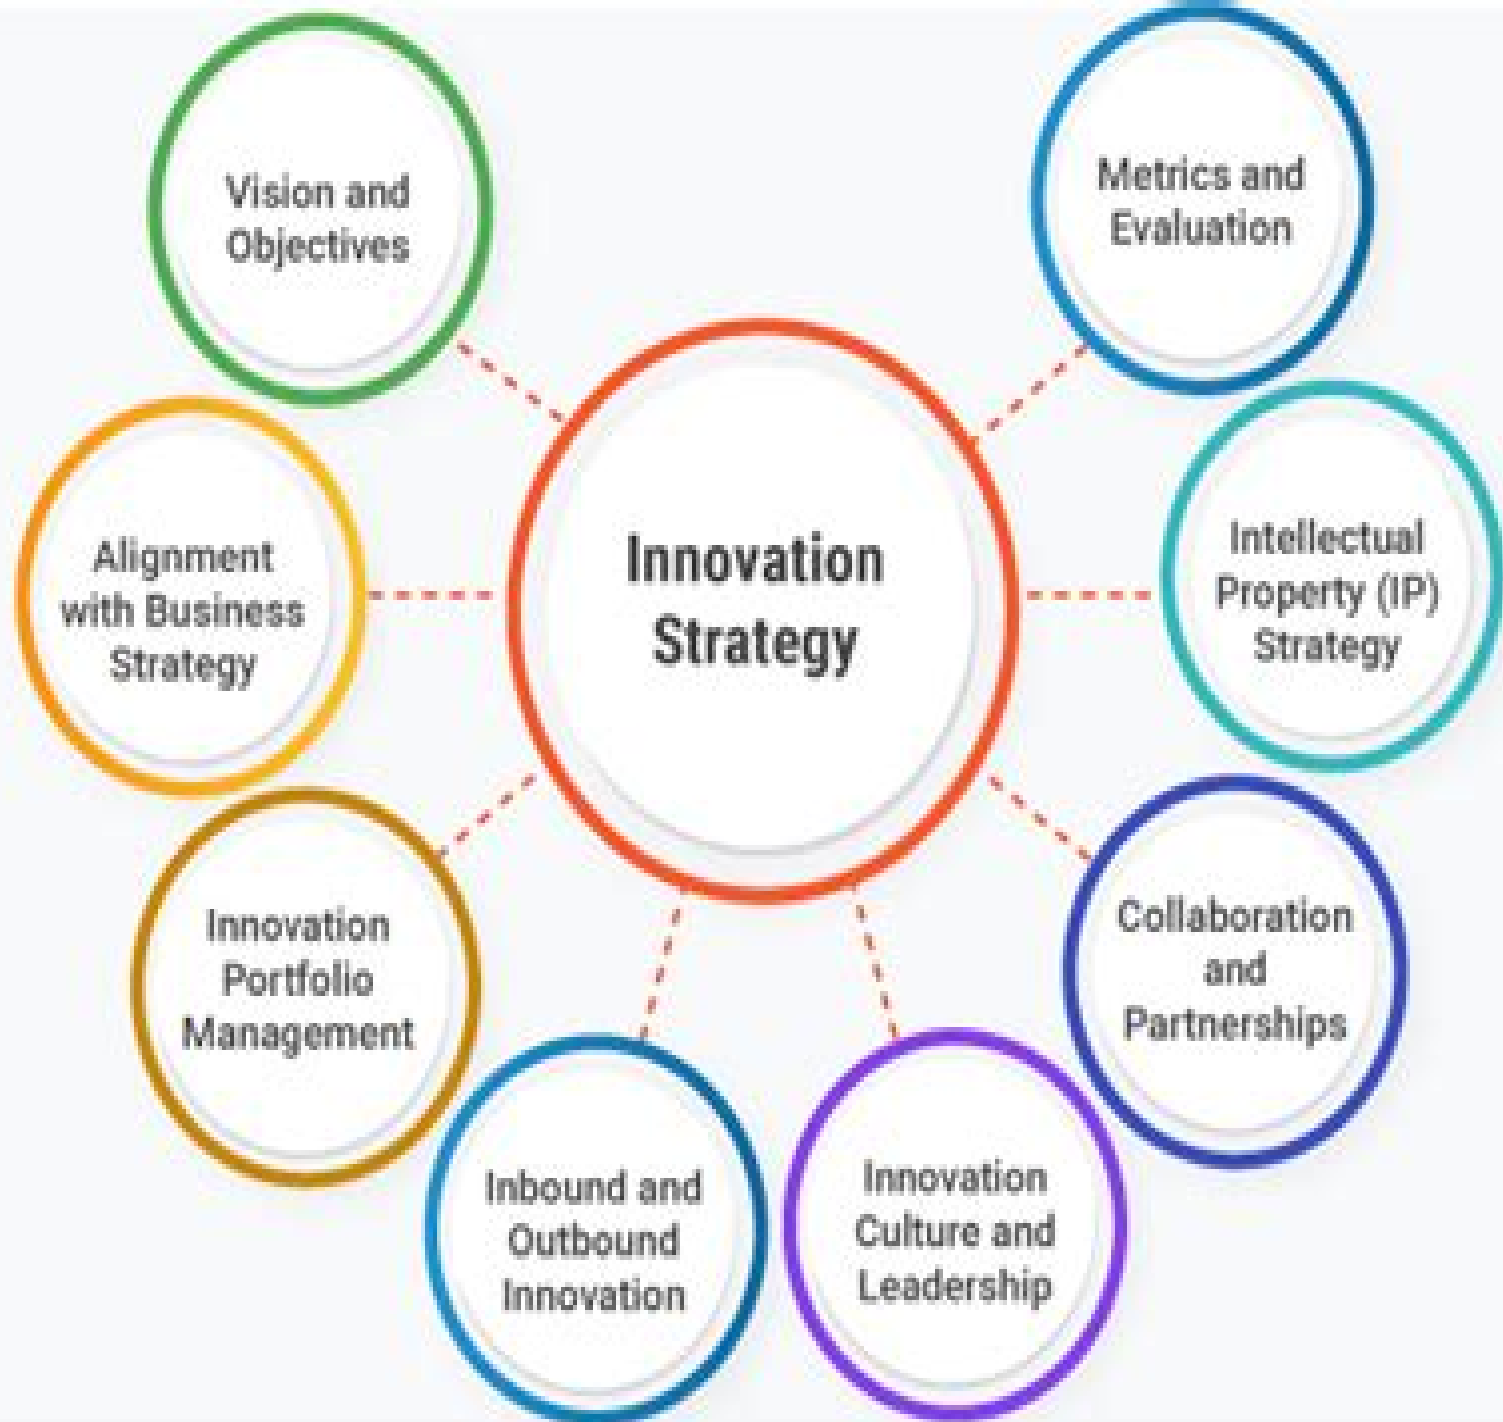 Vision and
Objectives
Metrics and
Evaluation
Innovation
Strategy
Alignment
with Business
Strategy
Intellectual
Property (IP)
Strategy
Innovation
Portfolio
Management
Collaboration
and
Partnerships
Inbound and
Outbound
Innovation
Innovation
Culture and
Leadership